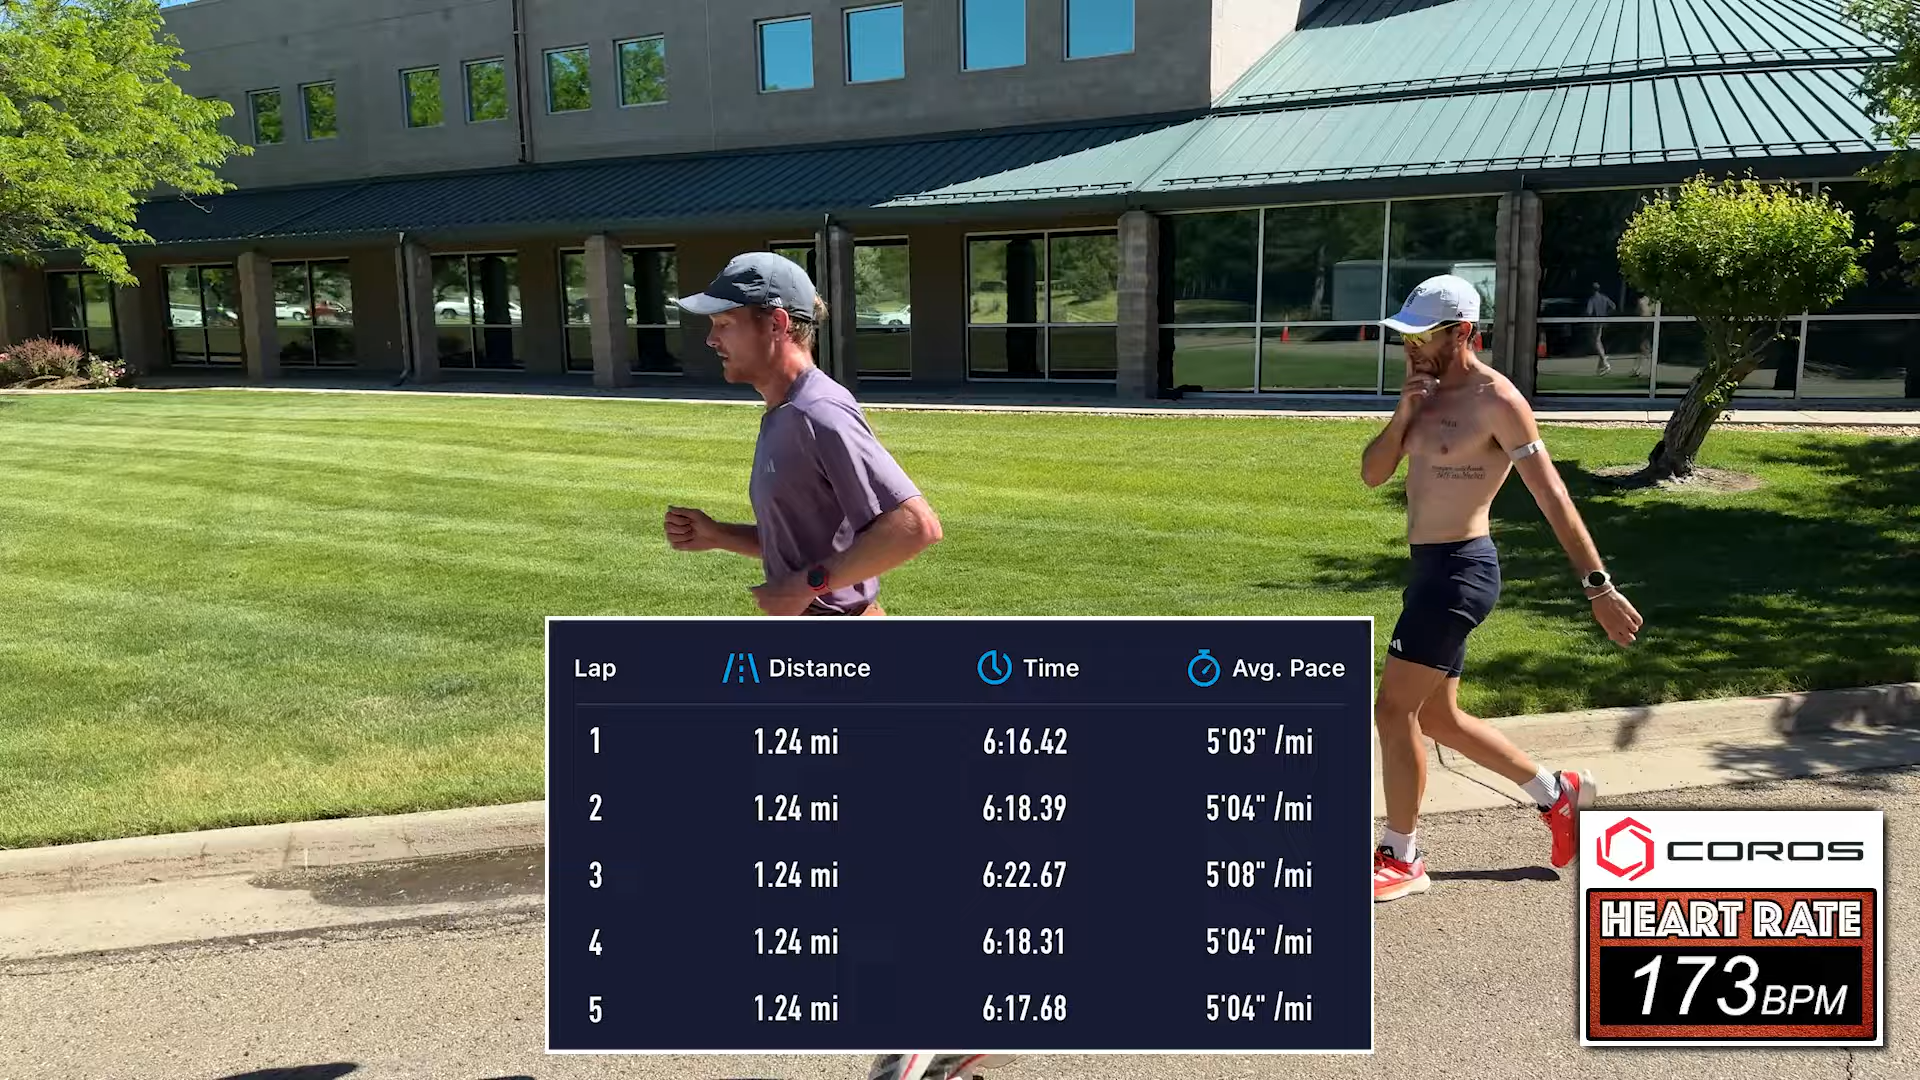 Lap Distance Time Avg. Pace
1 1.24 mi 6:16.42 5'03" /mi
2 1.24 mi 6:18.39 5'04" /mi
3 1.24 mi 6:22.67 5'08" /mi
4 1.24 mi 6:18.31 5'04" /mi
5 1.24 mi 6:17.68 5'04" /mi
COROS
HEART RATE
173 BPM